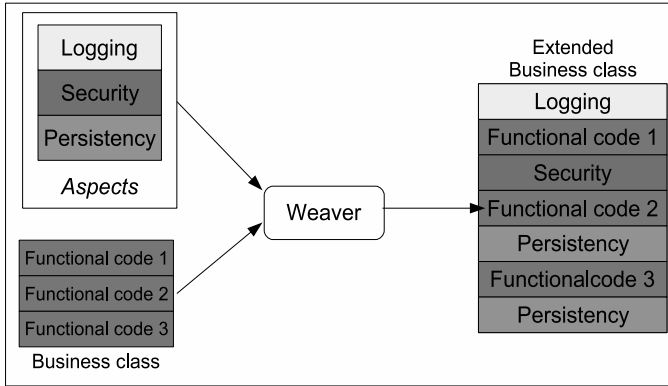 Logging
Security
Persistency
Aspects
Functional code 1
Functional code 2
Functional code 3
Business class
Weaver
Extended
Business class
Logging
Functional code 1
Security
Functional code 2
Persistency
Functionalcode 3
Persistency